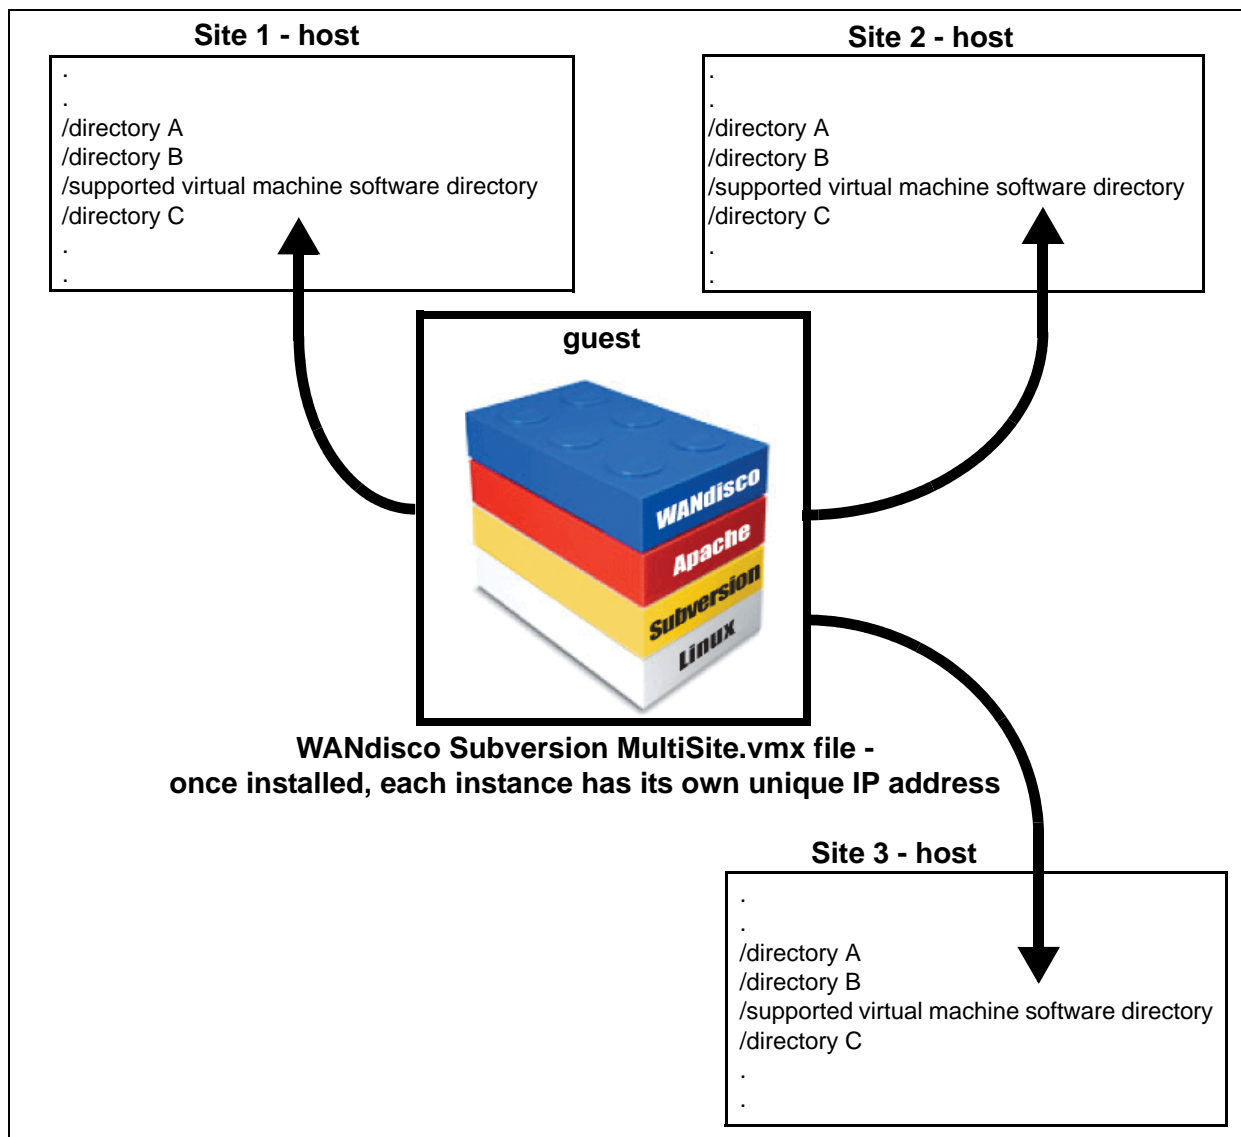 Site 1 - host
.
.
/directory A
/directory B
/supported virtual machine software directory
/directory C
.
.
Site 2 - host
.
.
/directory A
/directory B
/supported virtual machine software directory
/directory C
.
.
guest
WANdisco
Apache
Subversion
Linux
WANdisco Subversion MultiSite.vmx file -
once installed, each instance has its own unique IP address
Site 3 - host
.
.
/directory A
/directory B
/supported virtual machine software directory
/directory C
.
.